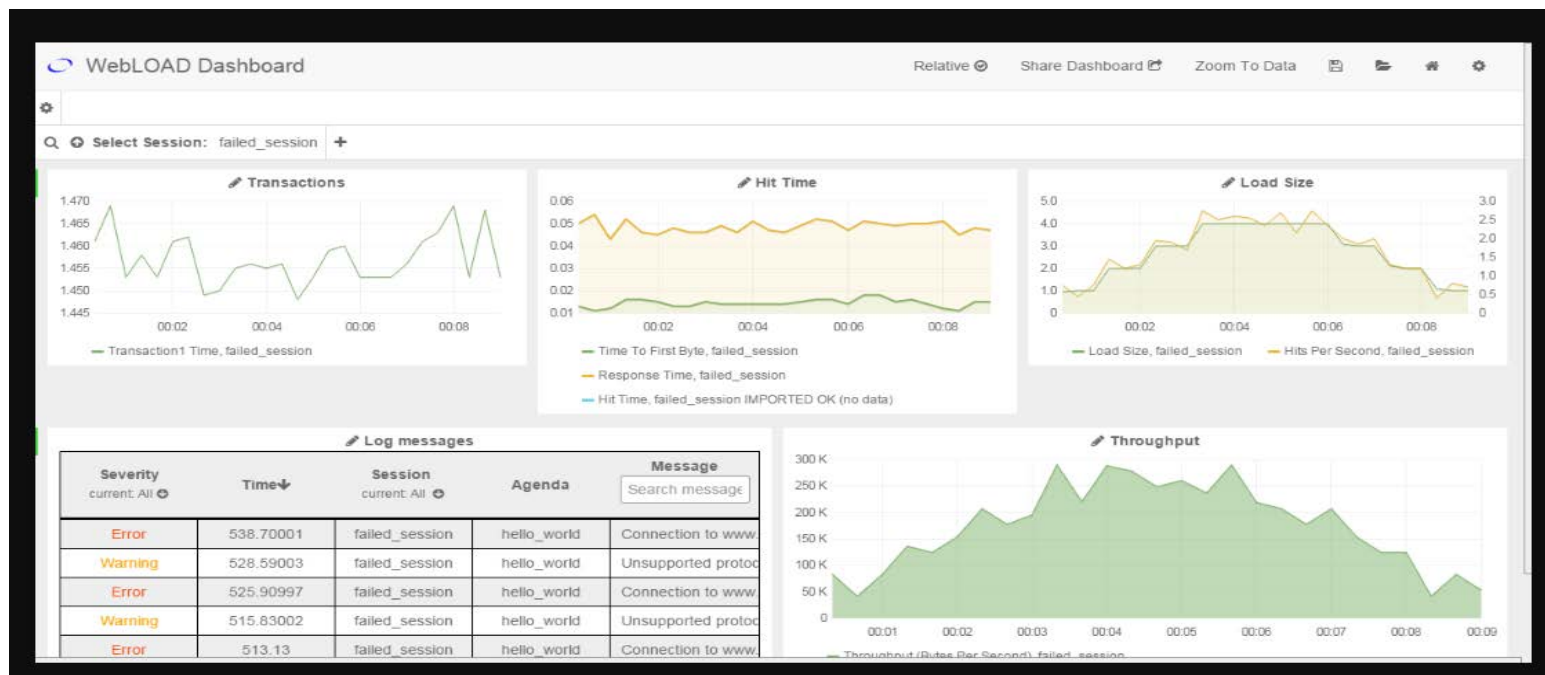 WebLOAD Dashboard
Relative Share Dashboard Zoom To Data
Select Session: failed_session
Transactions
1.470
1.465
1.460
1.455
1.450
1.445
00:02 00:04 00:06 00:08
Transaction1 Time, failed_session
Hit Time
0.06
0.05
0.04
0.03
0.02
0.01
00:02 00:04 00:06 00:08
Time To First Byte, failed_session
Response Time, failed_session
Hit Time, failed_session IMPORTED OK (no data)
Load Size
5.0 3.0
4.0 2.5
3.0 2.0
2.0 1.5
1.0 1.0
0 0.5
0
00:02 00:04 00:06 00:08
Load Size, failed_session Hits Per Second, failed_session
Log messages
Severity Time Session Agenda Message
current: All current: All Search message
Error 538.70001 failed_session hello_world Connection to www.
Warning 528.59003 failed_session hello_world Unsupported protoc
Error 525.90997 failed_session hello_world Connection to www.
Warning 515.83002 failed_session hello_world Unsupported protoc
Error 513.13 failed_session hello_world Connection to www.
Throughput
300 K
250 K
200 K
150 K
100 K
50 K
0
00:01 00:02 00:03 00:04 00:05 00:06 00:07 00:08 00:09
Throughput (Bytes Per Second), failed_session